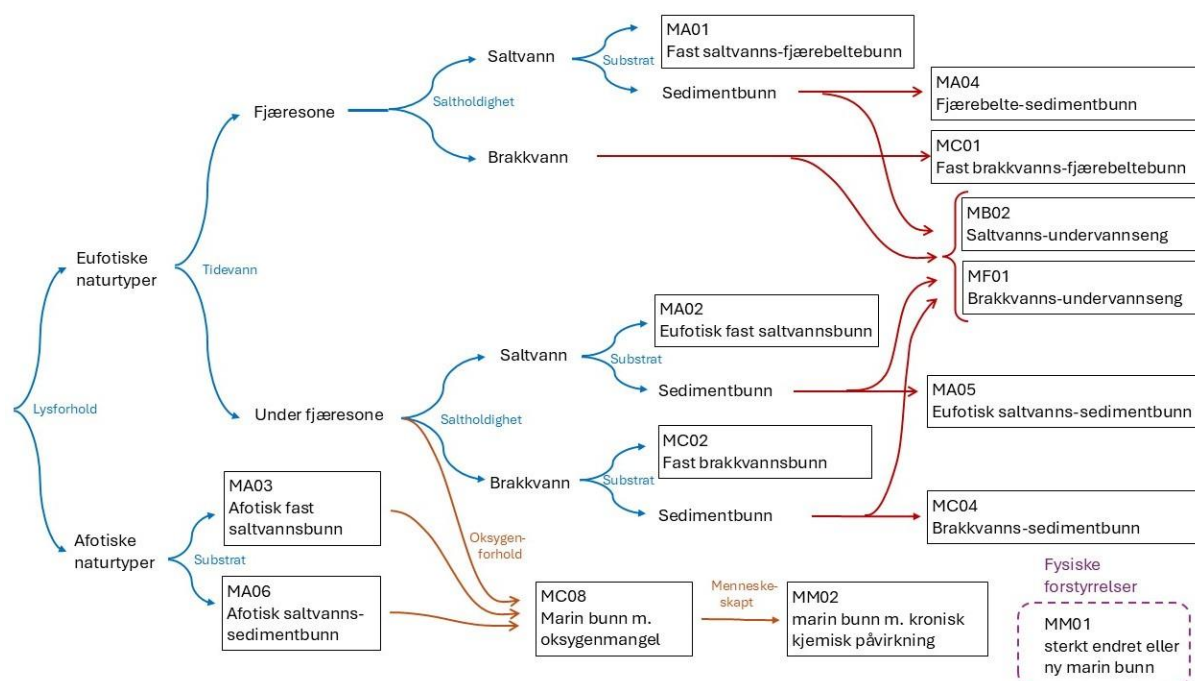 MA01
Fast saltvanns-fjærebeltebunn
Saltvann
Substrat
Sedimentbunn
MA04
Fjærebelte-sedimentbunn
Fjæresone
Saltholdighet
Brakkvann
MC01
Fast brakkvanns-fjærebeltebunn
MB02
Saltvanns-undervannseng
Eufotiske
naturtyper
Tidevann
MF01
Brakkvanns-undervannseng
MA02
Eufotisk fast saltvannsbunn
Saltvann
Substrat
Sedimentbunn
MA05
Eufotisk saltvanns-sedimentbunn
Lysforhold
Under fjæresone
Saltholdighet
MC02
Fast brakkvannsbunn
Brakkvann
Substrat
Sedimentbunn
MC04
Brakkvanns-sedimentbunn
MA03
Afotisk fast
saltvannsbunn
Afotiske
naturtyper
Substrat
Oksygen-
forhold
MA06
Afotisk saltvanns-
sedimentbunn
MC08
Marin bunn m.
oksygenmangel
Menneske-
skapt
MM02
marin bunn m. kronisk
kjemisk påvirkning
Fysiske
forstyrrelser
MM01
sterkt endret eller
ny marin bunn